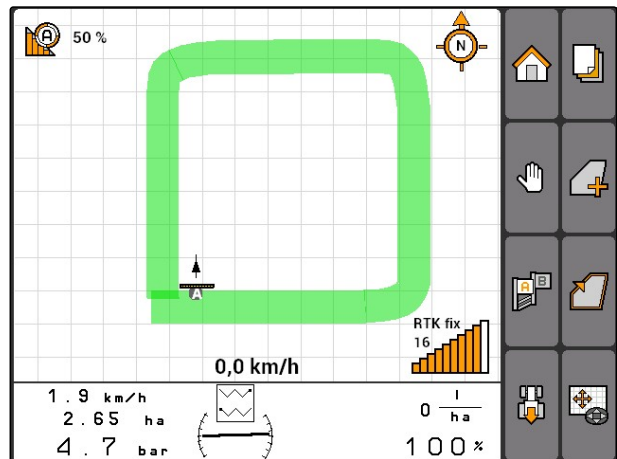 A 50 %
N
A B
A
RTK fix
16
0,0 km/h
1.9 km/h
2.65 ha
4.7 bar
0 l/ha
100%